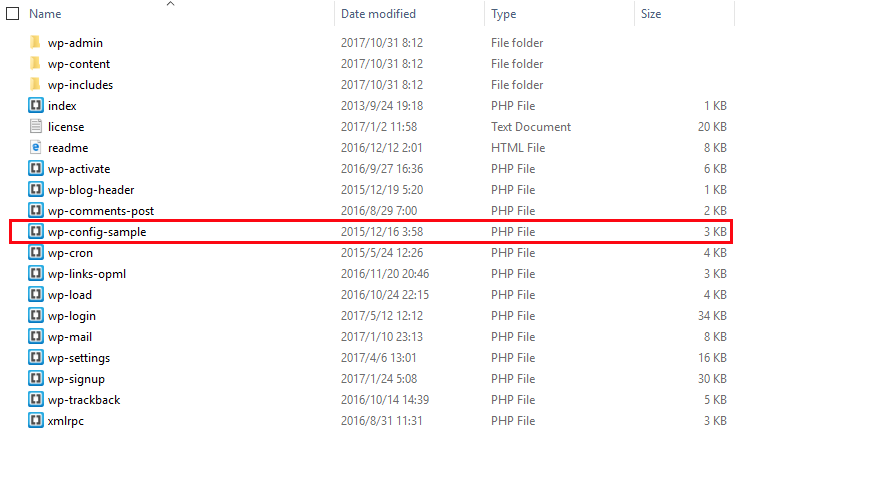 Name Date modified Type Size
wp-admin 2017/10/31 8:12 File folder
wp-content 2017/10/31 8:12 File folder
wp-includes 2017/10/31 8:12 File folder
index 2013/9/24 19:18 PHP File 1 KB
license 2017/1/2 11:58 Text Document 20 KB
readme 2016/12/12 2:01 HTML File 8 KB
wp-activate 2016/9/27 16:36 PHP File 6 KB
wp-blog-header 2015/12/19 5:20 PHP File 1 KB
wp-comments-post 2016/8/29 7:00 PHP File 2 KB
wp-config-sample 2015/12/16 3:58 PHP File 3 KB
wp-cron 2015/5/24 12:26 PHP File 4 KB
wp-links-opml 2016/11/20 20:46 PHP File 3 KB
wp-load 2016/10/24 22:15 PHP File 4 KB
wp-login 2017/5/12 12:12 PHP File 34 KB
wp-mail 2017/1/10 23:13 PHP File 8 KB
wp-settings 2017/4/6 13:01 PHP File 16 KB
wp-signup 2017/1/24 5:08 PHP File 30 KB
wp-trackback 2016/10/14 14:39 PHP File 5 KB
xmlrpc 2016/8/31 11:31 PHP File 3 KB